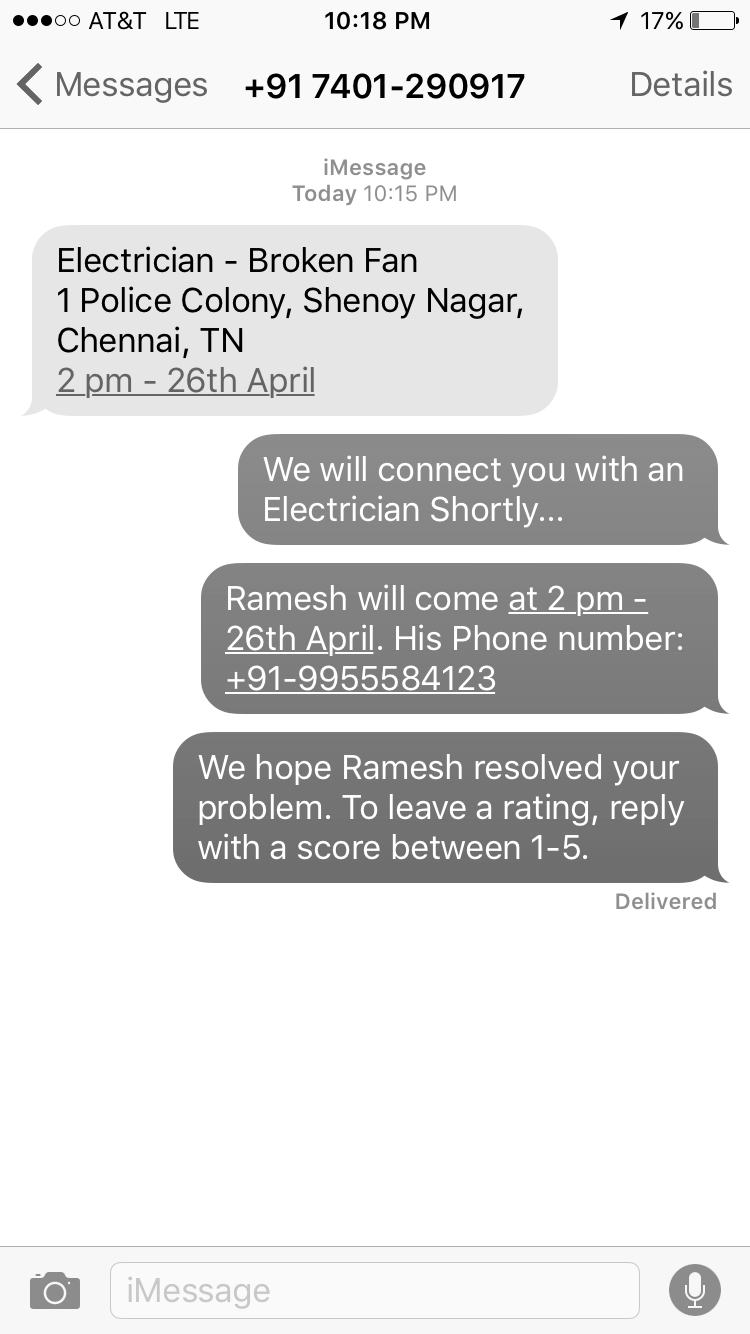 AT&T LTE 10:18 PM 17%
Messages +91 7401-290917 Details
iMessage
Today 10:15 PM
Electrician - Broken Fan
1 Police Colony, Shenoy Nagar,
Chennai, TN
2 pm - 26th April
We will connect you with an
Electrician Shortly...
Ramesh will come at 2 pm -
26th April. His Phone number:
+91-9955584123
We hope Ramesh resolved your
problem. To leave a rating, reply
with a score between 1-5.
Delivered
iMessage